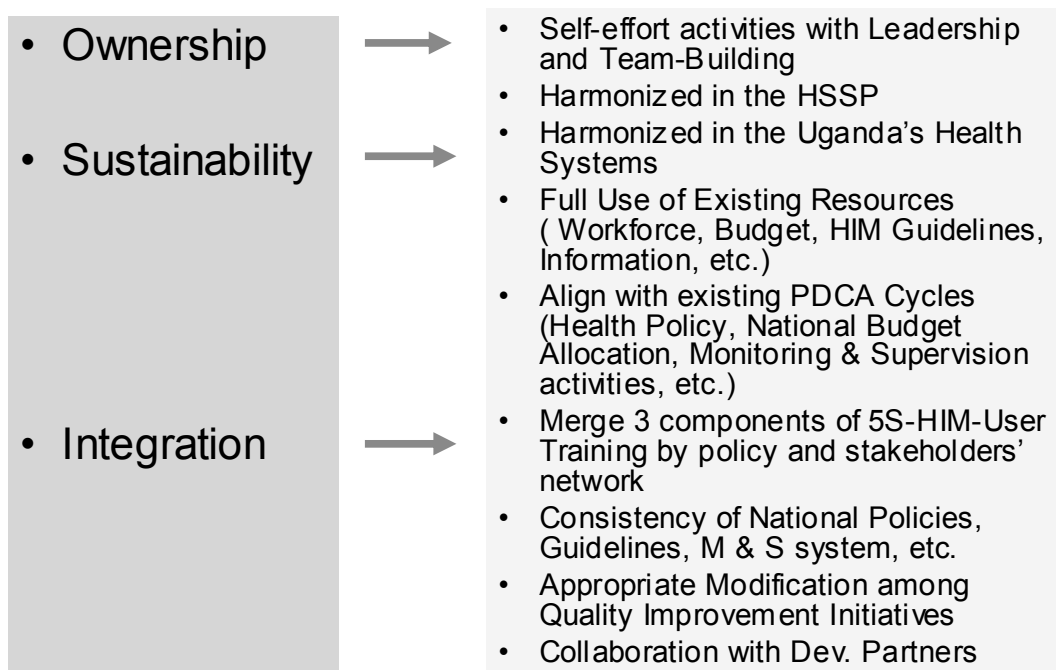 • Ownership
• Self-effort activities with Leadership
and Team-Building
• Harmonized in the HSSP
• Sustainability
• Harmonized in the Uganda's Health
Systems
• Full Use of Existing Resources
( Workforce, Budget, HIM Guidelines,
Information, etc.)
• Align with existing PDCA Cycles
(Health Policy, National Budget
Allocation, Monitoring & Supervision
activities, etc.)
• Integration
• Merge 3 components of 5S-HIM-User
Training by policy and stakeholders'
network
• Consistency of National Policies,
Guidelines, M & S system, etc.
• Appropriate Modification among
Quality Improvement Initiatives
• Collaboration with Dev. Partners